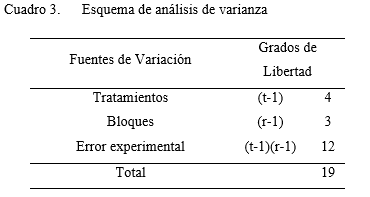 Cuadro 3. Esquema de análisis de varianza
Fuentes de Variación Grados de Libertad
Tratamientos (t-1) 4
Bloques (r-1) 3
Error experimental (t-1)(r-1) 12
Total 19